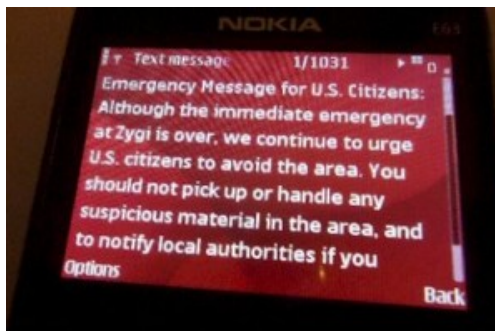 NOKIA
E63
Text message 1/1031
Emergency Message for U.S. Citizens:
Although the immediate emergency
at Zygi is over, we continue to urge
U.S. citizens to avoid the area. You
should not pick up or handle any
suspicious material in the area, and
to notify local authorities if you
Options
Back